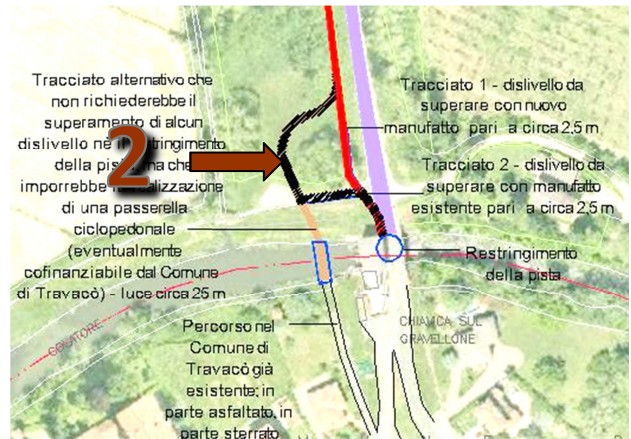 Tracciato alternativo che
non richiederebbe il
superamento di alcun
dislivello né il restringimento
della pista, ma che
imporrebbe la realizzazione
di una passerella
ciclopedonale
(eventualmente
cofinanziabile dal Comune
di Travacò) - luce circa 25 m
2
Tracciato 1 - dislivello da
superare con nuovo
manufatto pari a circa 2,5 m
Tracciato 2 - dislivello da
superare con manufatto
esistente pari a circa 2,5 m
Restringimento
della pista
COLATORE
CHIAVICA SUL
GRAVELLONE
Percorso nel
Comune di
Travacò già
esistente; in
parte asfaltato, in
parte sterrato